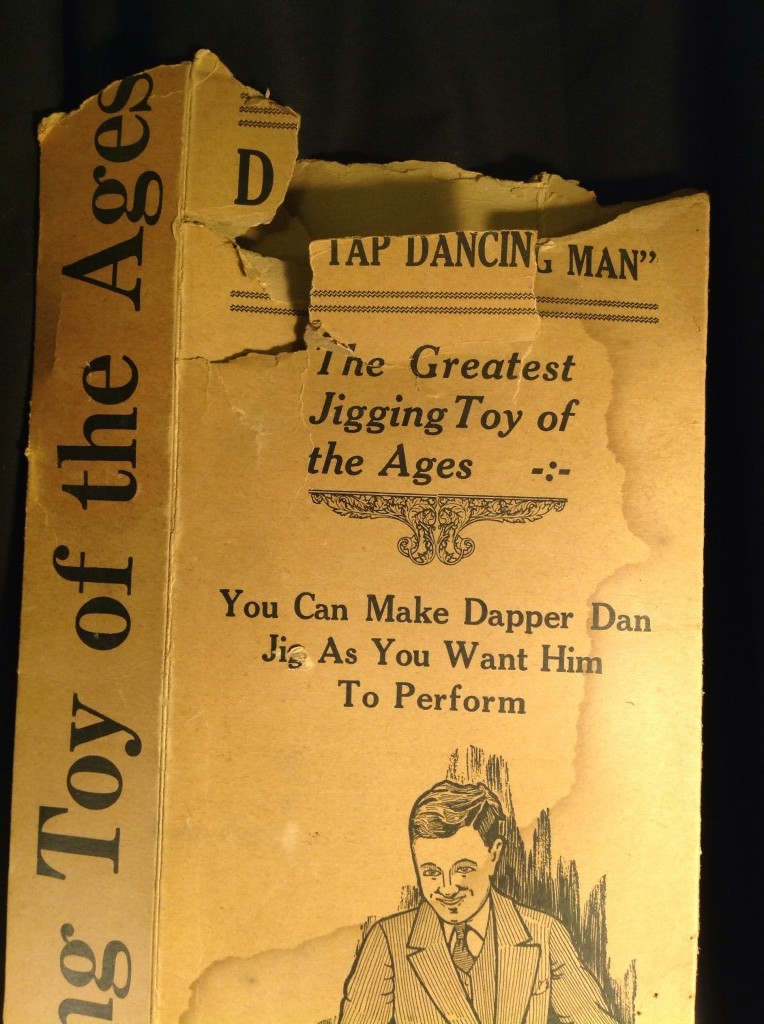 ng Toy of the Ages
D
TAP DANCING MAN”
The Greatest
Jigging Toy of
the Ages -:-
You Can Make Dapper Dan
Jig As You Want Him
To Perform